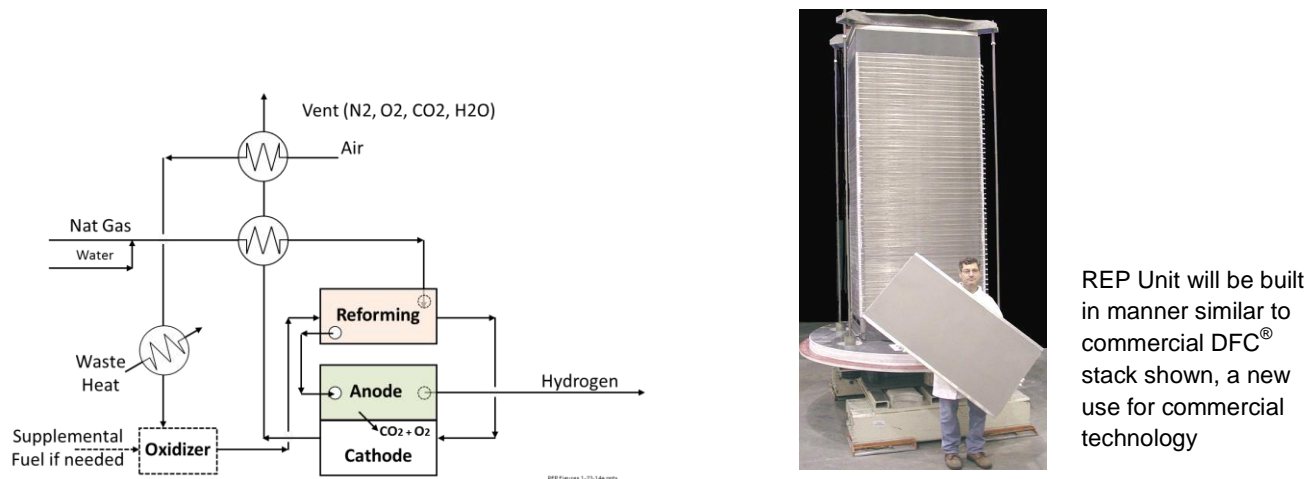 Vent (N2, O2, CO2, H2O)
Air
Nat Gas
Water
Reforming
Waste
Heat
Anode
Hydrogen
CO2 + O2
Cathode
Supplemental
Fuel if needed
Oxidizer
REP Unit will be built
in manner similar to
commercial DFC®
stack shown, a new
use for commercial
technology